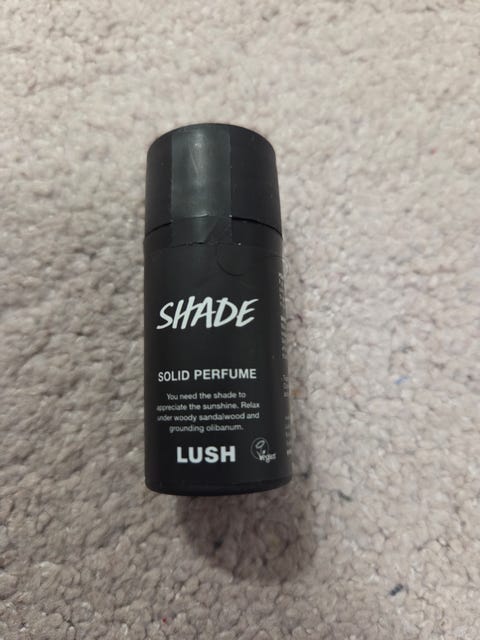 SHADE
SOLID PERFUME
You need the shade to
appreciate the sunshine. Relax
under woody sandalwood and
grounding olibanum.
LUSH
Vegan